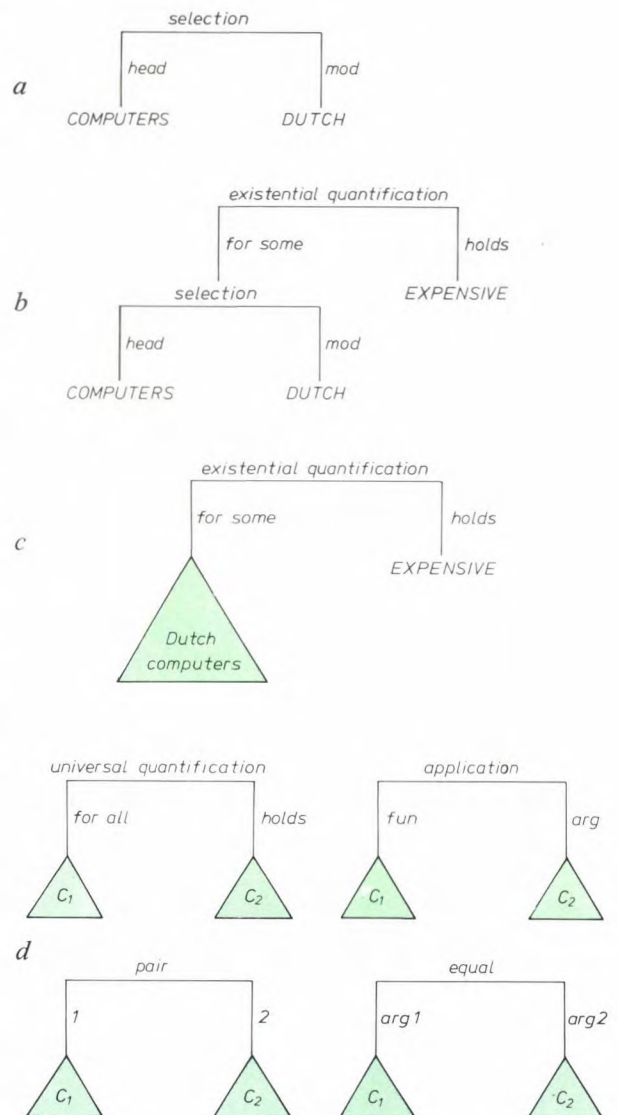 selection
head mod
a
COMPUTERS DUTCH
existential quantification
for some holds
selection EXPENSIVE
b
head mod
COMPUTERS DUTCH
existential quantification
for some holds
c
EXPENSIVE
Dutch
computers
universal quantification application
for all holds fun arg
C₁ C₂ C₁ C₂
d
pair equal
1 2 arg1 arg2
C₁ C₂ C₁ C₂